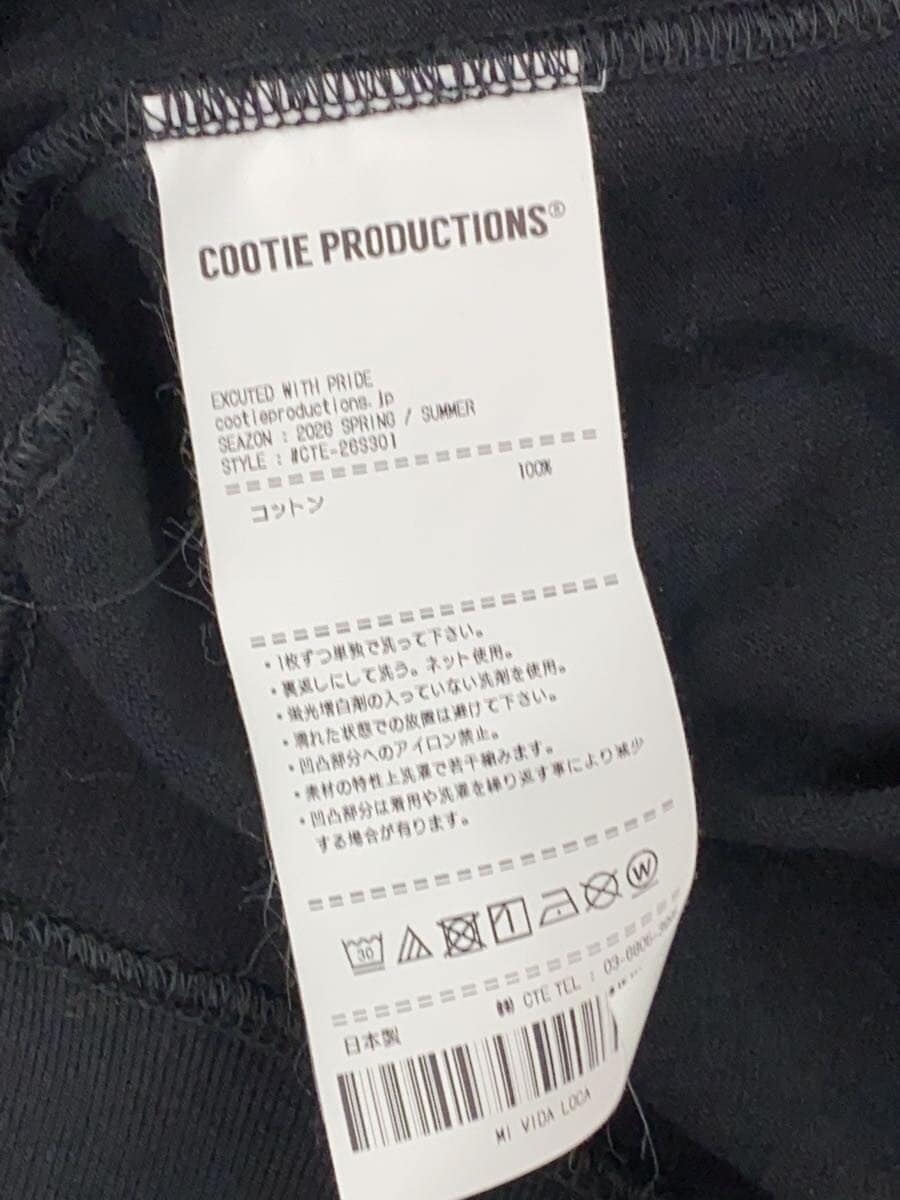 COOTIE PRODUCTIONS®
EXCUTED WITH PRIDE
cootieproductions.jp
SEAZON : 2026 SPRING / SUMMER
STYLE : #CTE-26S301
コットン 100%
・1枚ずつ単独で洗って下さい。
・裏返しにして洗う。ネット使用。
・蛍光増白剤の入っていない洗剤を使用。
・濡れた状態での放置は避けて下さい。
・凹凸部分へのアイロン禁止。
・素材の特性上洗濯で若干縮みます。
・凹凸部分は着用や洗濯を繰り返す事により減少
する場合が有ります。
30 W
㈱ CTE TEL : 03-6806-
日本製
MI VIDA LOCA